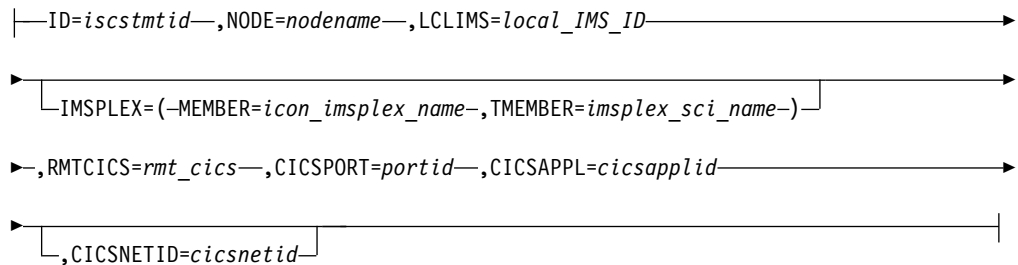 ID=iscstmtid ,NODE=nodename ,LCLIMS=local_IMS_ID
IMSPLEX=(MEMBER=icon_imsplex_name ,TMEMBER=imsplex_sci_name)
,RMTCICS=rmt_cics ,CICSPORT=portid ,CICSAPPL=cicsapplid
,CICSNETID=cicsnetid